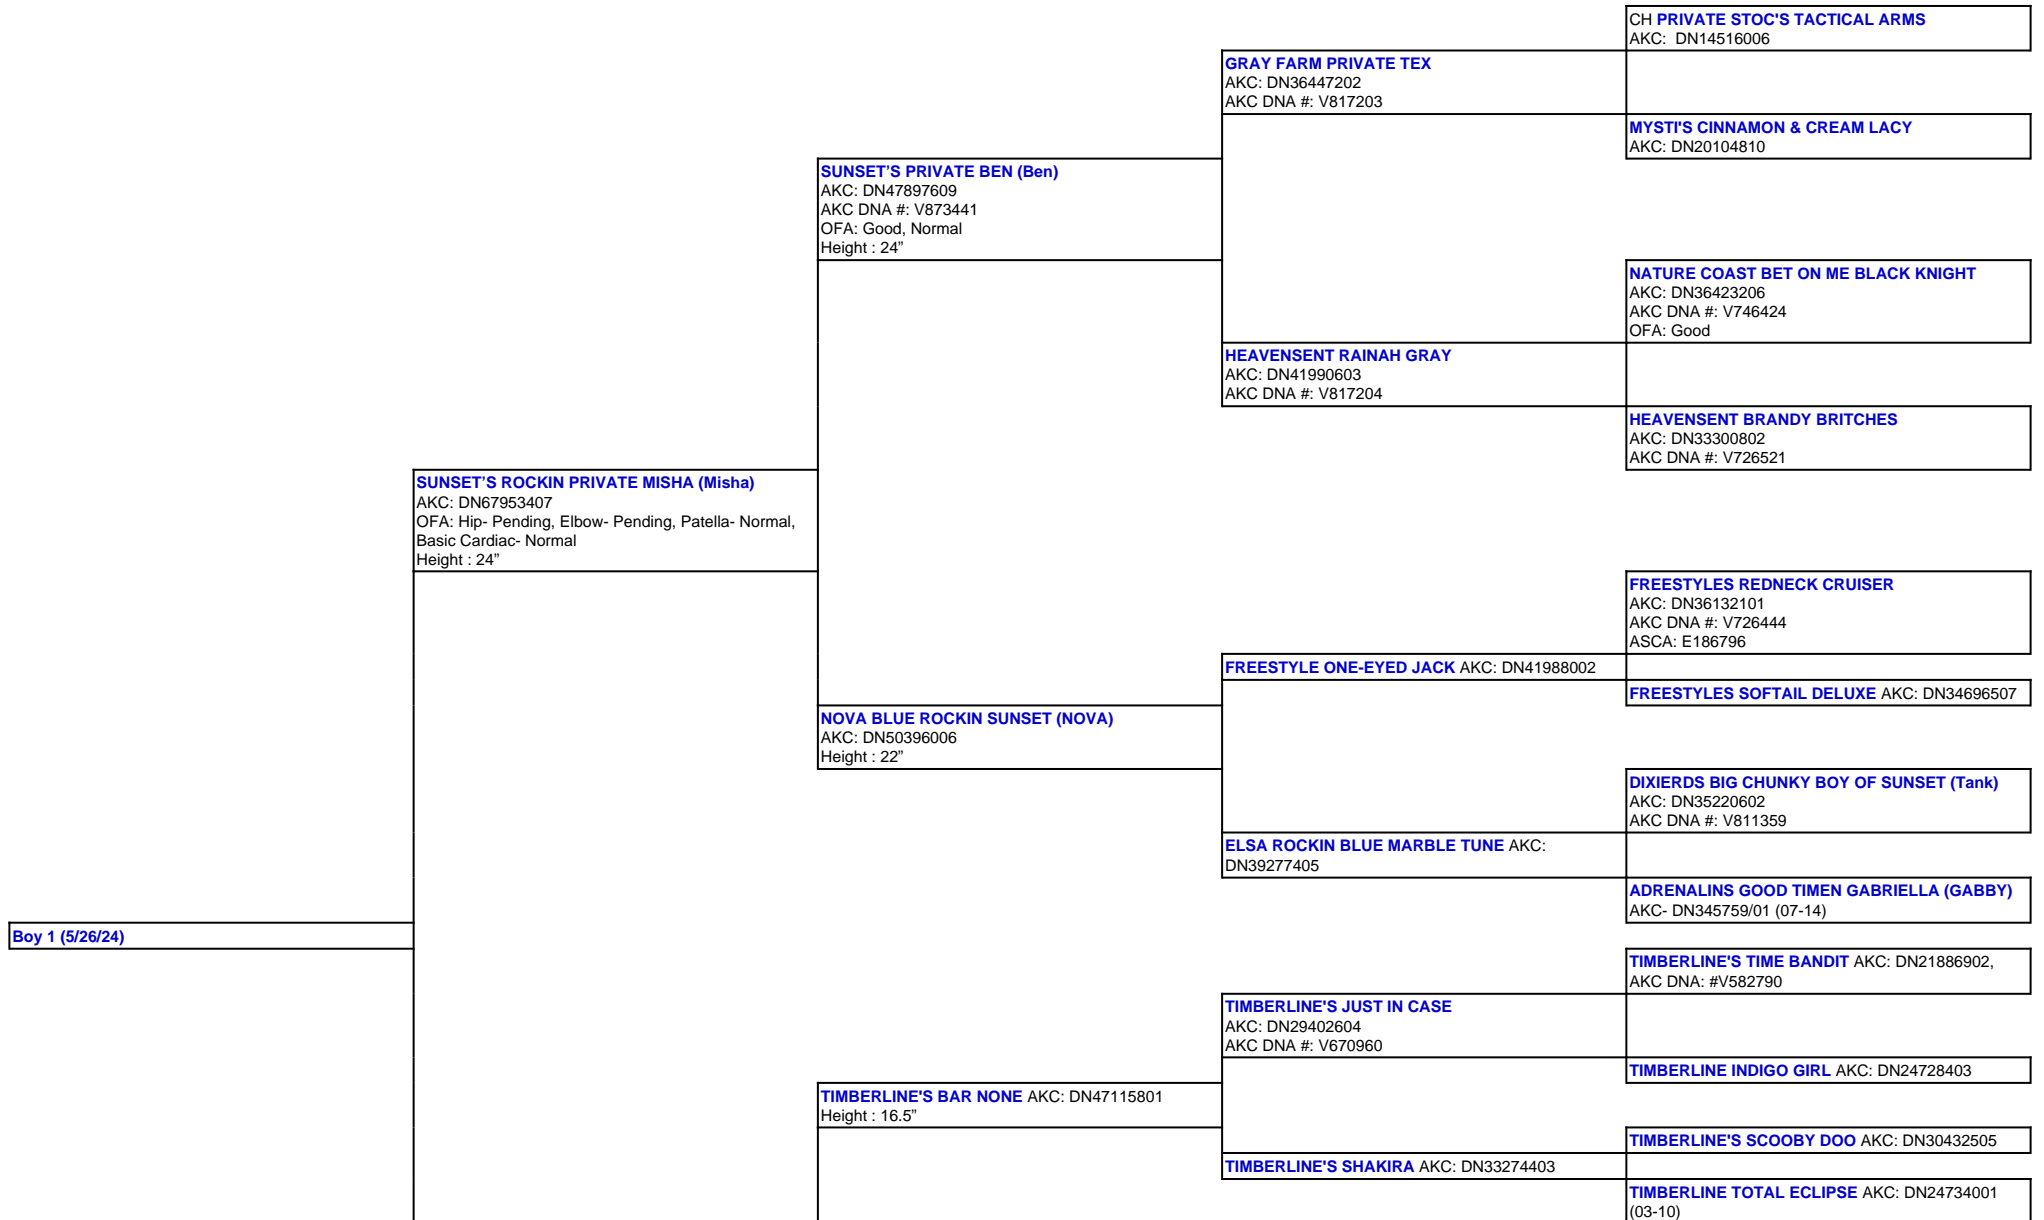 CH PRIVATE STOC'S TACTICAL ARMS
AKC:  DN14516006
GRAY FARM PRIVATE TEX
AKC: DN36447202
AKC DNA #: V817203
MYSTI'S CINNAMON & CREAM LACY
AKC: DN20104810
SUNSET’S PRIVATE BEN (Ben)
AKC: DN47897609
AKC DNA #: V873441
OFA: Good, Normal
Height : 24”
NATURE COAST BET ON ME BLACK KNIGHT
AKC: DN36423206
AKC DNA #: V746424
OFA: Good
HEAVENSENT RAINAH GRAY
AKC: DN41990603
AKC DNA #: V817204
HEAVENSENT BRANDY BRITCHES
AKC: DN33300802
AKC DNA #: V726521
SUNSET’S ROCKIN PRIVATE MISHA (Misha)
AKC: DN67953407
OFA: Hip- Pending, Elbow- Pending, Patella- Normal,
Basic Cardiac- Normal
Height : 24”
FREESTYLES REDNECK CRUISER
AKC: DN36132101
AKC DNA #: V726444
ASCA: E186796
FREESTYLE ONE-EYED JACK AKC: DN41988002
FREESTYLES SOFTAIL DELUXE AKC: DN34696507
NOVA BLUE ROCKIN SUNSET (NOVA)
AKC: DN50396006
Height : 22”
DIXIERDS BIG CHUNKY BOY OF SUNSET (Tank)
AKC: DN35220602
AKC DNA #: V811359
ELSA ROCKIN BLUE MARBLE TUNE AKC:
DN39277405
ADRENALINS GOOD TIMEN GABRIELLA (GABBY)
AKC- DN345759/01 (07-14)
Boy 1 (5/26/24)
TIMBERLINE'S TIME BANDIT AKC: DN21886902,
AKC DNA: #V582790
TIMBERLINE'S JUST IN CASE
AKC: DN29402604
AKC DNA #: V670960
TIMBERLINE INDIGO GIRL AKC: DN24728403
TIMBERLINE'S BAR NONE AKC: DN47115801
Height : 16.5”
TIMBERLINE'S SCOOBY DOO AKC: DN30432505
TIMBERLINE'S SHAKIRA AKC: DN33274403
TIMBERLINE TOTAL ECLIPSE AKC: DN24734001
(03-10)